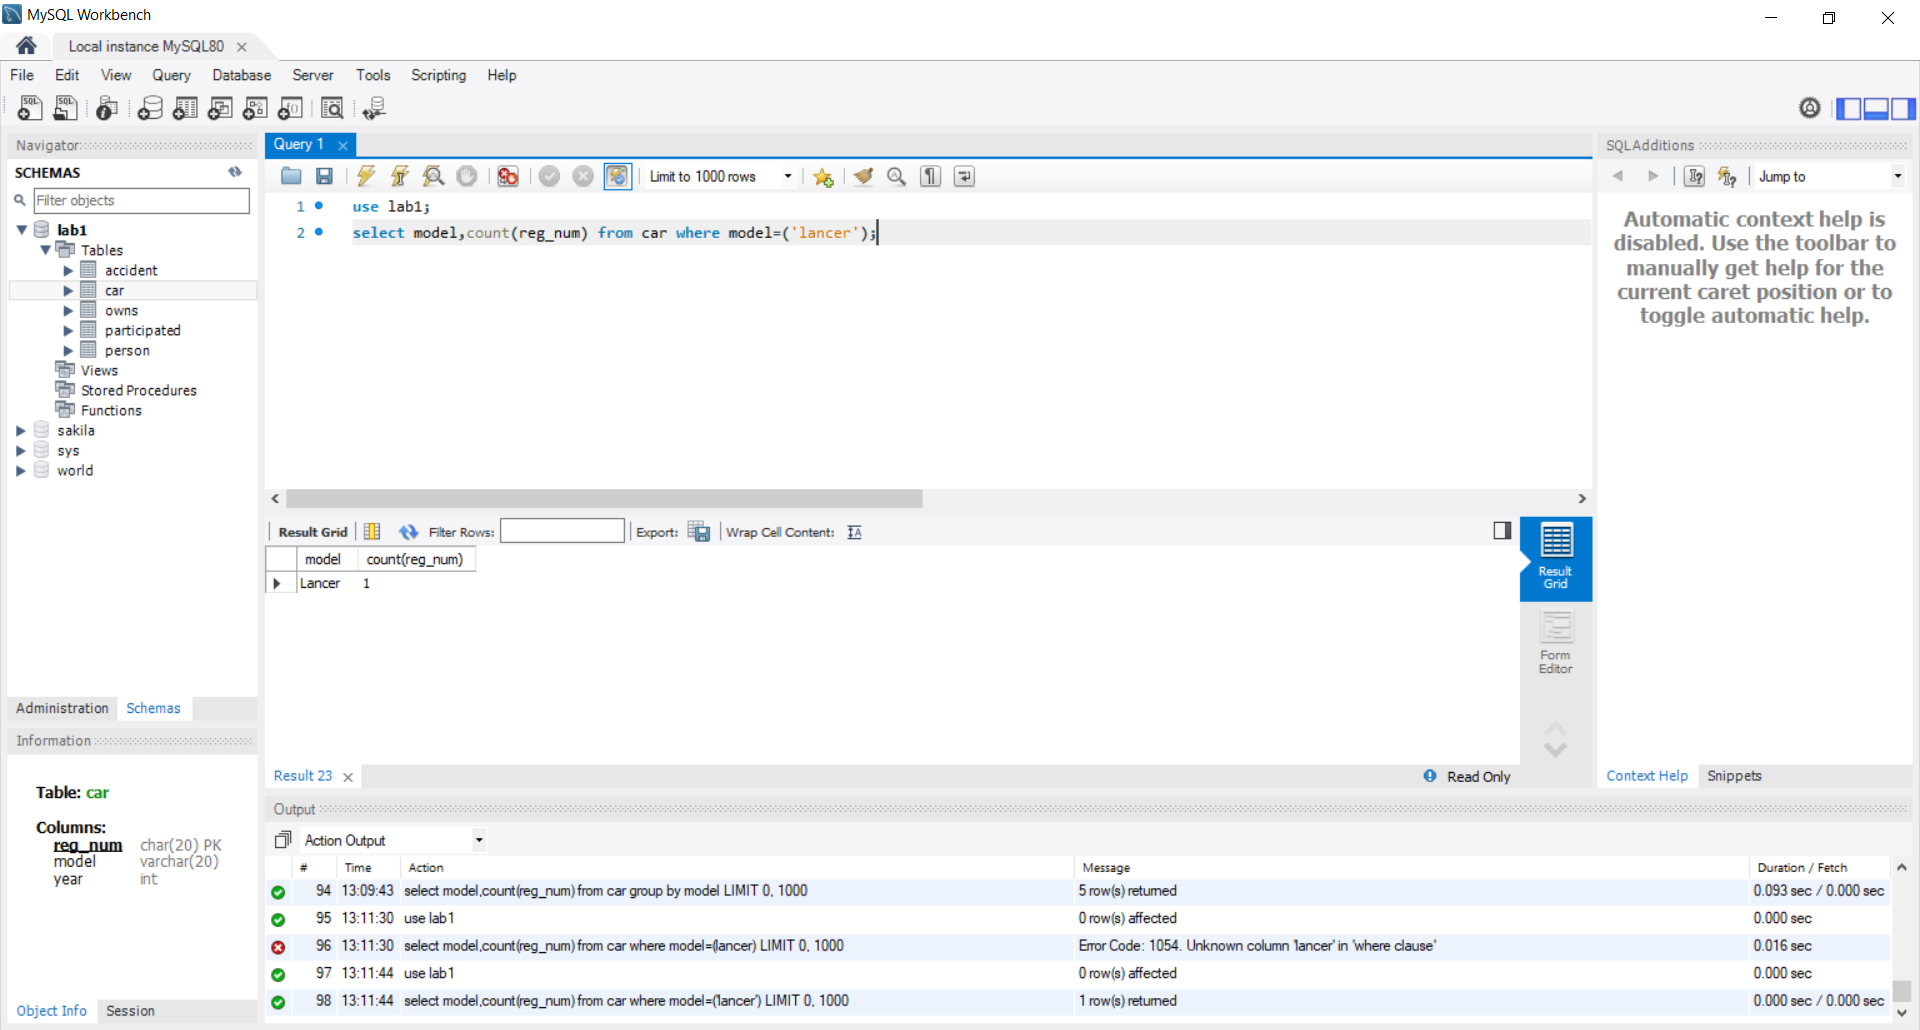 MySQL Workbench
Local instance MySQL80
File Edit View Query Database Server Tools Scripting Help
Navigator
SCHEMAS
Filter objects
lab1
Tables
accident
car
owns
participated
person
Views
Stored Procedures
Functions
sakila
sys
world
Administration Schemas
Information
Table: car
Columns:
reg_num char(20) PK
model varchar(20)
year int
Object Info Session
Query 1
Limit to 1000 rows
1 use lab1;
2 select model,count(reg_num) from car where model=('lancer');
Result Grid Filter Rows: Export: Wrap Cell Content:
model count(reg_num)
Lancer 1
Result Grid
Form Editor
Result 23
Read Only
SQLAdditions
Jump to
Automatic context help is
disabled. Use the toolbar to
manually get help for the
current caret position or to
toggle automatic help.
Context Help Snippets
Output
Action Output
# Time Action Message Duration / Fetch
94 13:09:43 select model,count(reg_num) from car group by model LIMIT 0, 1000 5 row(s) returned 0.093 sec / 0.000 sec
95 13:11:30 use lab1 0 row(s) affected 0.000 sec
96 13:11:30 select model,count(reg_num) from car where model=(lancer) LIMIT 0, 1000 Error Code: 1054. Unknown column 'lancer' in 'where clause' 0.016 sec
97 13:11:44 use lab1 0 row(s) affected 0.000 sec
98 13:11:44 select model,count(reg_num) from car where model=('lancer') LIMIT 0, 1000 1 row(s) returned 0.000 sec / 0.000 sec